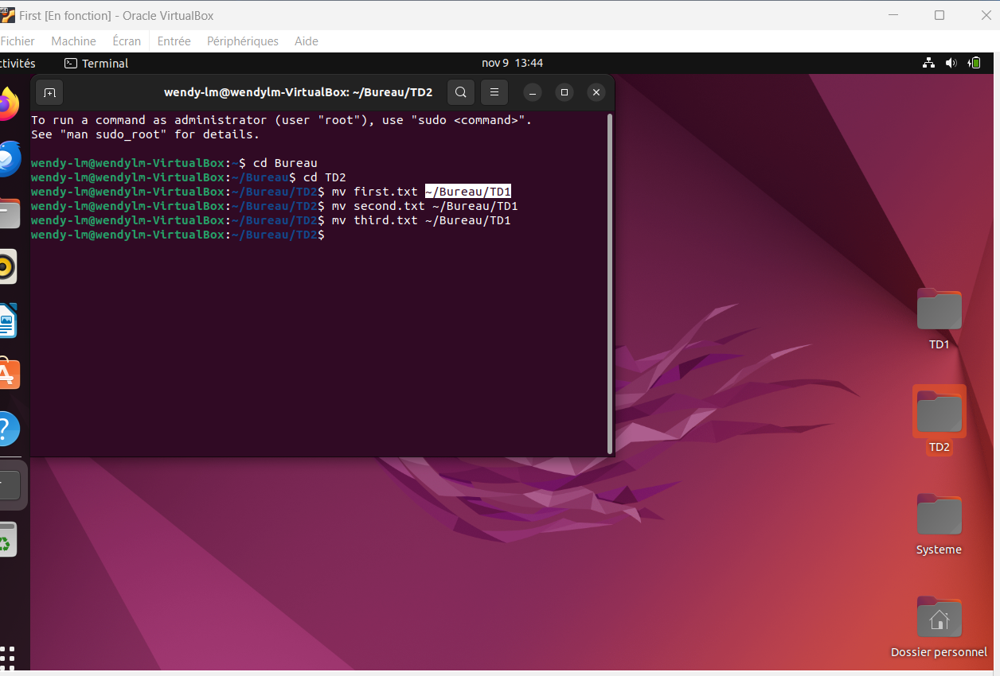 First [En fonction] - Oracle VirtualBox
Fichier Machine Écran Entrée Périphériques Aide
ctivités Terminal nov 9 13:44
wendy-lm@wendylm-VirtualBox: ~/Bureau/TD2
To run a command as administrator (user "root"), use "sudo <command>".
See "man sudo_root" for details.
wendy-lm@wendylm-VirtualBox:~$ cd Bureau
wendy-lm@wendylm-VirtualBox:~/Bureau$ cd TD2
wendy-lm@wendylm-VirtualBox:~/Bureau/TD2$ mv first.txt ~/Bureau/TD1
wendy-lm@wendylm-VirtualBox:~/Bureau/TD2$ mv second.txt ~/Bureau/TD1
wendy-lm@wendylm-VirtualBox:~/Bureau/TD2$ mv third.txt ~/Bureau/TD1
wendy-lm@wendylm-VirtualBox:~/Bureau/TD2$
TD1
TD2
Systeme
Dossier personnel